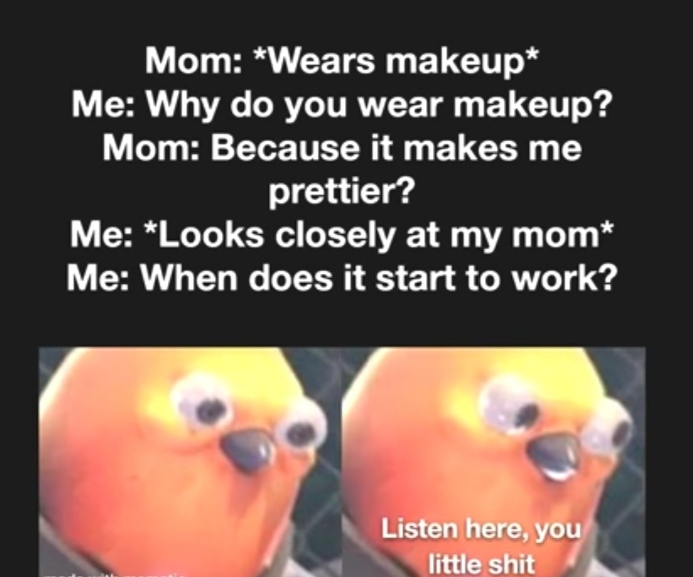 Mom: *Wears makeup*
Me: Why do you wear makeup?
Mom: Because it makes me
prettier?
Me: *Looks closely at my mom*
Me: When does it start to work?
Listen here, you
little shit